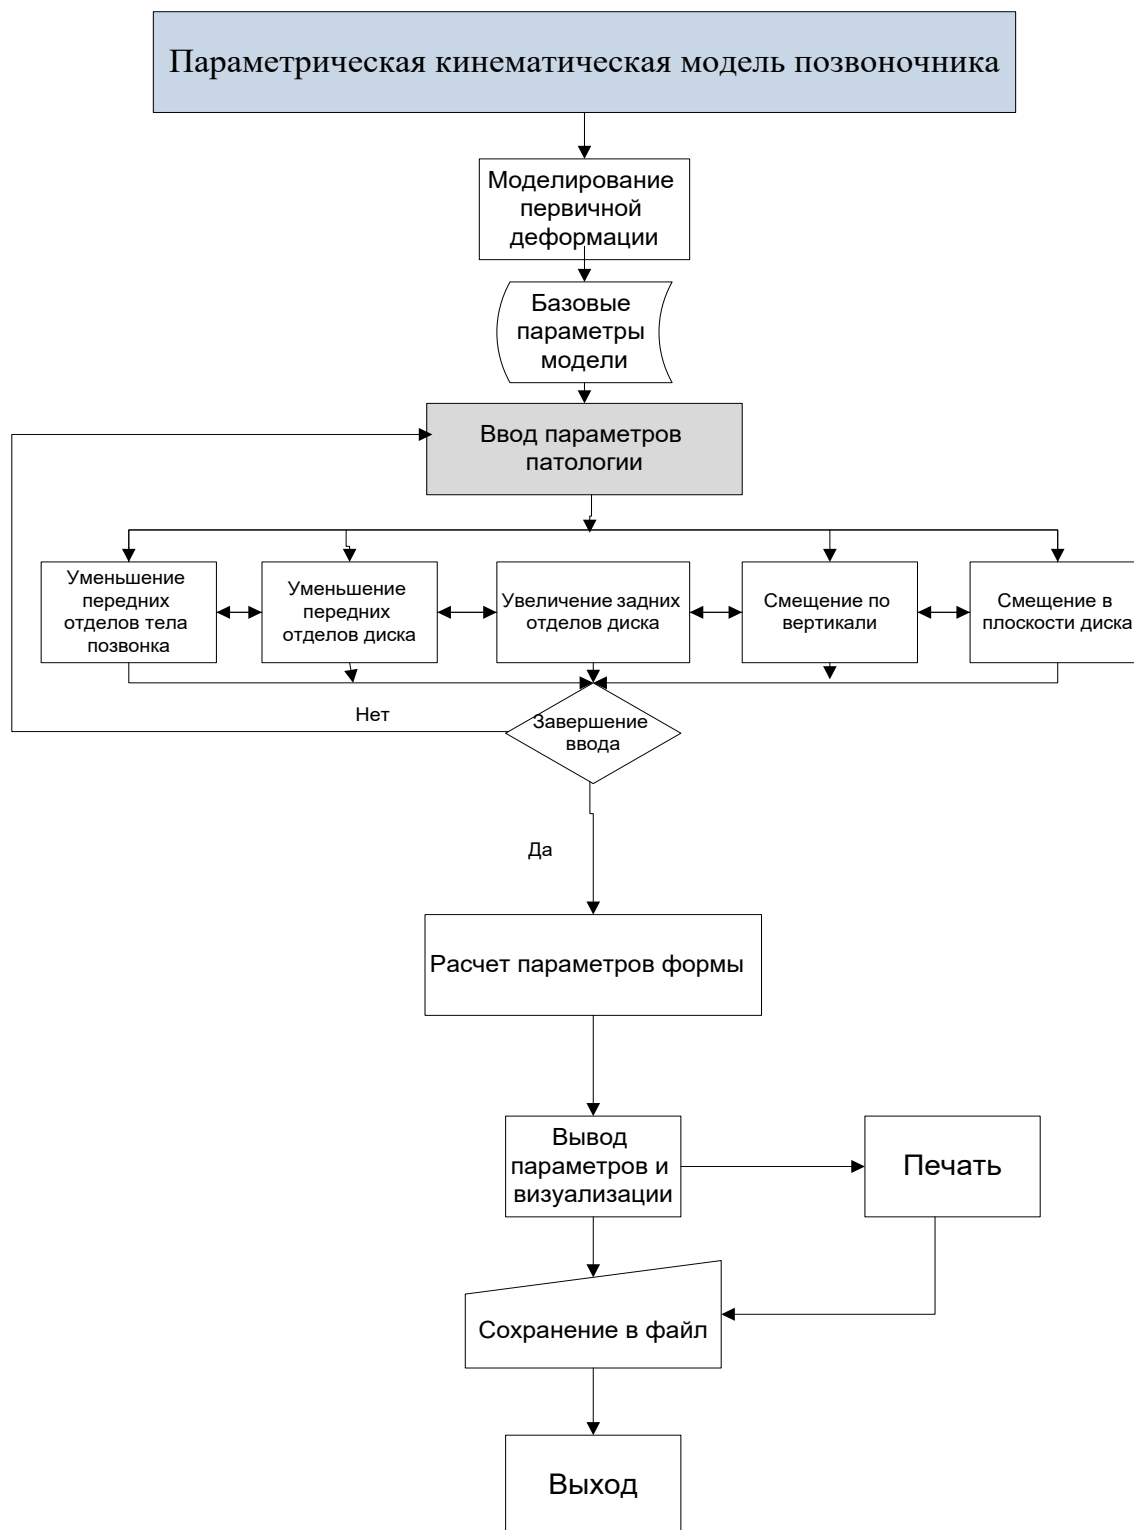 Параметрическая кинематическая модель позвоночника
Моделирование
первичной
деформации
Базовые
параметры
модели
Ввод параметров
патологии
Уменьшение
передних
отделов тела
позвонка
Уменьшение
передних
отделов диска
Увеличение задних
отделов диска
Смещение по
вертикали
Смещение в
плоскости диска
Нет
Завершение
ввода
Да
Расчет параметров формы
Вывод
параметров и
визуализации
Печать
Сохранение в файл
Выход